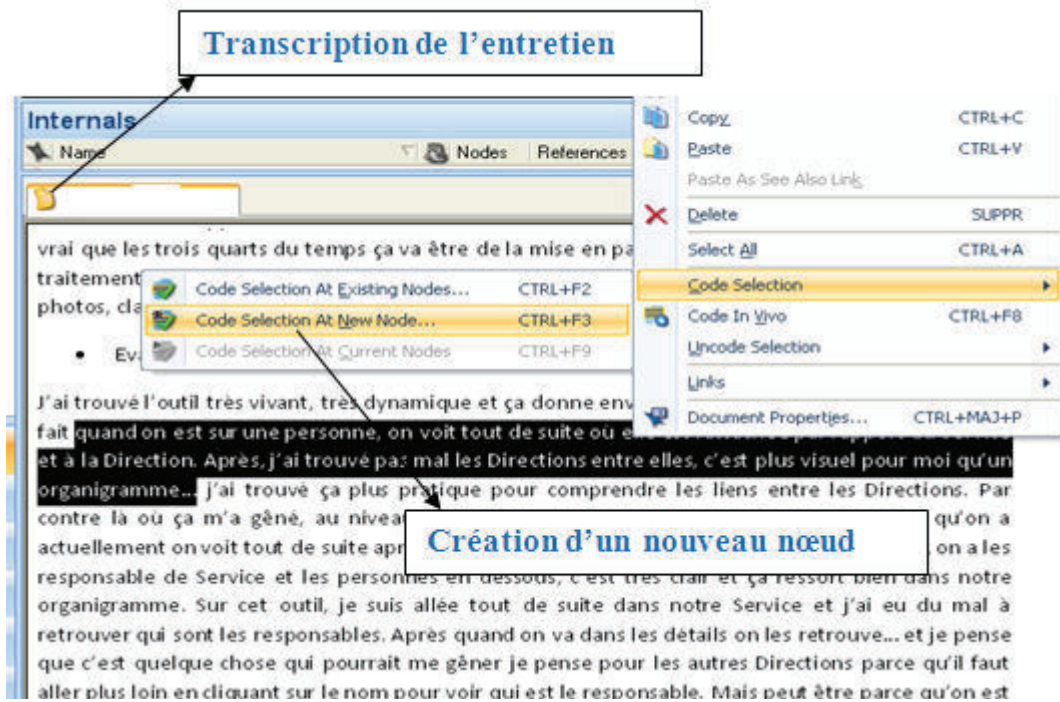 Transcription de l’entretien
Internals
Name Nodes References
Copy CTRL+C
Paste CTRL+V
Paste As See Also Link
Delete SUPPR
Select All CTRL+A
Code Selection
Code In Vivo CTRL+F8
Uncode Selection
Links
Document Properties... CTRL+MAJ+P
Code Selection At Existing Nodes... CTRL+F2
Code Selection At New Node... CTRL+F3
Code Selection At Current Nodes CTRL+F9
vrai que les trois quarts du temps ça va être de la mise en
traitement
photos,
•
J’ai trouvé l’outil très vivant, très dynamique et ça donne
fait quand on est sur une personne, on voit tout de suite où
et à la Direction. Après, j’ai trouvé pas mal les Directions entre elles, c’est plus visuel pour moi qu’un
organigramme... j’ai trouvé ça plus pratique pour comprendre les liens entre les Directions. Par
contre là où ça m’a gêné, au qu’on a
Création d’un nouveau nœud
actuellement on voit tout de suite on a les
responsable de Service et les personnes en dessous, c’est très clair et ça ressort bien dans notre
organigramme. Sur cet outil, je suis allée tout de suite dans notre Service et j’ai eu du mal à
retrouver qui sont les responsables. Après quand on va dans les détails on les retrouve... et je pense
que c’est quelque chose qui pourrait me gêner je pense pour les autres Directions parce qu’il faut
aller plus loin en cliquant sur le nom pour voir qui est le responsable. Mais peut être parce qu’on est